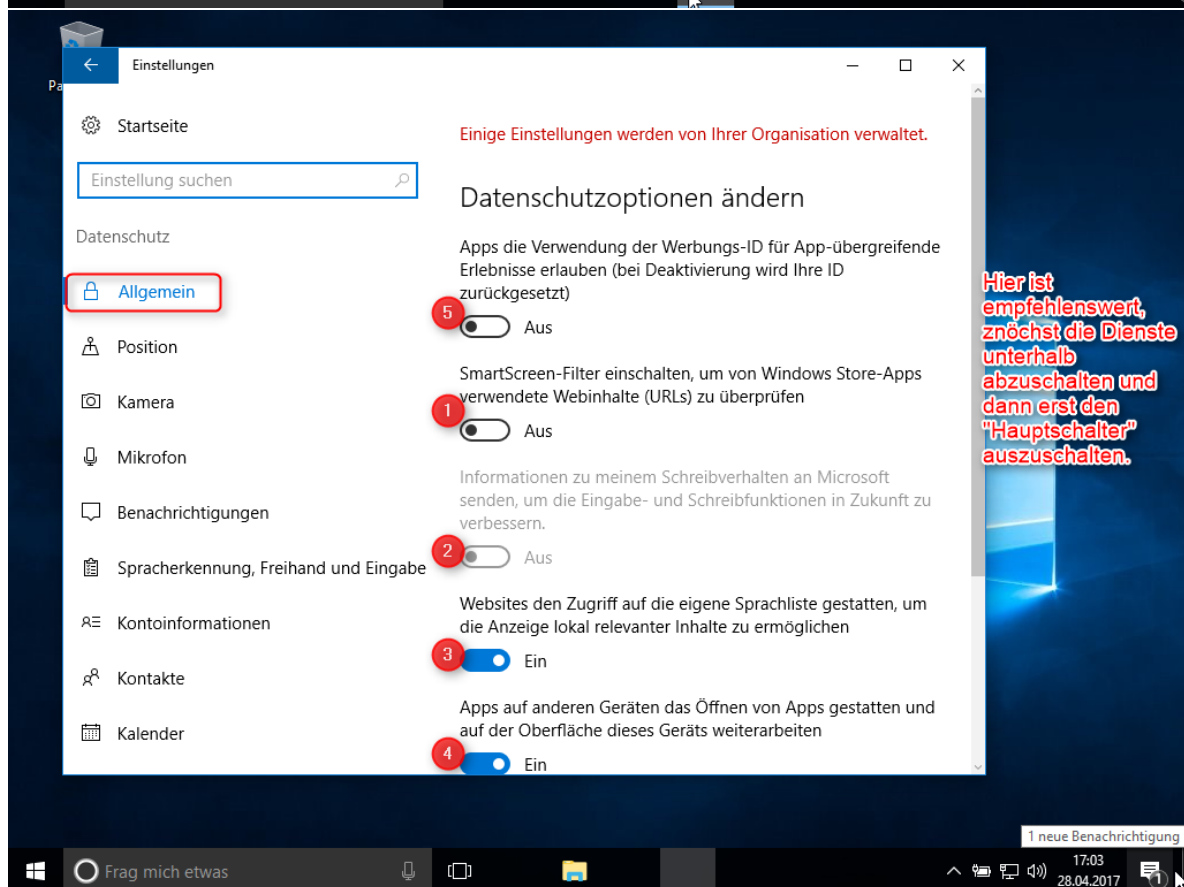 Pa
Einstellungen
Startseite
Einstellung suchen
Datenschutz
Allgemein
Position
Kamera
Mikrofon
Benachrichtigungen
Spracherkennung, Freihand und Eingabe
Kontoinformationen
Kontakte
Kalender
Einige Einstellungen werden von Ihrer Organisation verwaltet.
Datenschutzoptionen ändern
Apps die Verwendung der Werbungs-ID für App-übergreifende
Erlebnisse erlauben (bei Deaktivierung wird Ihre ID
zurückgesetzt)
5
Aus
SmartScreen-Filter einschalten, um von Windows Store-Apps
verwendete Webinhalte (URLs) zu überprüfen
1
Aus
Informationen zu meinem Schreibverhalten an Microsoft
senden, um die Eingabe- und Schreibfunktionen in Zukunft zu
verbessern.
2
Aus
Websites den Zugriff auf die eigene Sprachliste gestatten, um
die Anzeige lokal relevanter Inhalte zu ermöglichen
3
Ein
Apps auf anderen Geräten das Öffnen von Apps gestatten und
auf der Oberfläche dieses Geräts weiterarbeiten
4
Ein
Hier ist
empfehlenswert,
znöchst die Dienste
unterhalb
abzuschalten und
dann erst den
"Hauptschalter"
auszuschalten.
1 neue Benachrichtigung
Frag mich etwas
17:03
28.04.2017
1